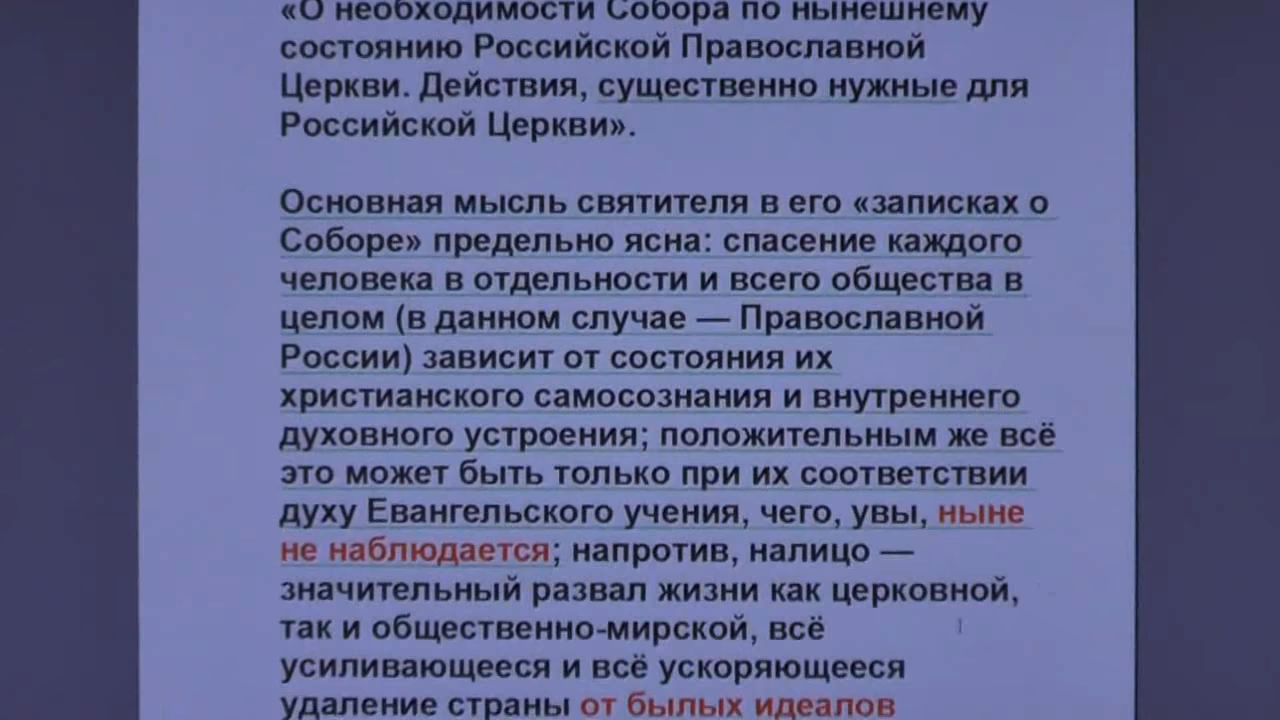 «О необходимости Собора по нынешнему
состоянию Российской Православной
Церкви. Действия, существенно нужные для
Российской Церкви».
Основная мысль святителя в его «записках о
Соборе» предельно ясна: спасение каждого
человека в отдельности и всего общества в
целом (в данном случае — Православной
России) зависит от состояния их
христианского самосознания и внутреннего
духовного устроения; положительным же всё
это может быть только при их соответствии
духу Евангельского учения, чего, увы, ныне
не наблюдается; напротив, налицо —
значительный развал жизни как церковной,
так и общественно-мирской, всё
усиливающееся и всё ускоряющееся
удаление страны от былых идеалов